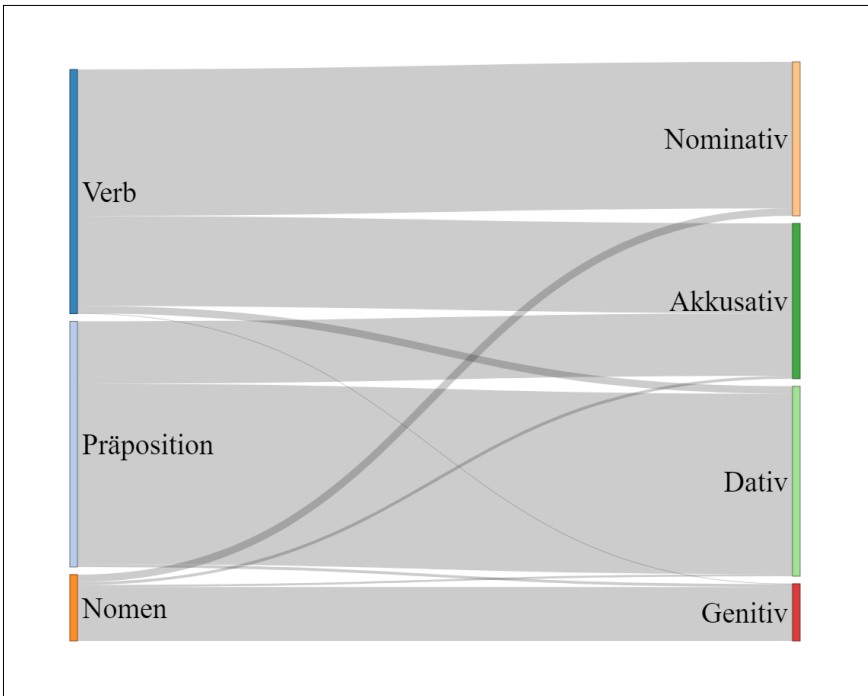 Verb
Präposition
Nomen
Nominativ
Akkusativ
Dativ
Genitiv